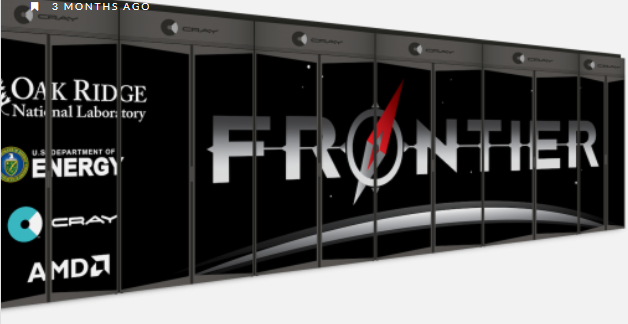 3 MONTHS AGO
CRAY
CRAY
CRAY
CRAY
CRAY
CRAY
OAK RIDGE
National Laboratory
U.S. DEPARTMENT OF
ENERGY
CRAY
AMD
FRONTIER